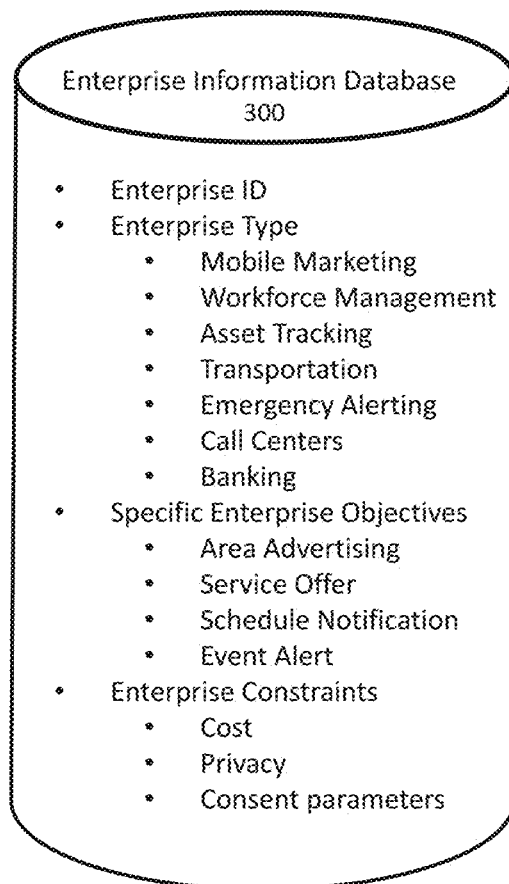 Enterprise Information Database
300
• Enterprise ID
• Enterprise Type
• Mobile Marketing
• Workforce Management
• Asset Tracking
• Transportation
• Emergency Alerting
• Call Centers
• Banking
• Specific Enterprise Objectives
• Area Advertising
• Service Offer
• Schedule Notification
• Event Alert
• Enterprise Constraints
• Cost
• Privacy
• Consent parameters